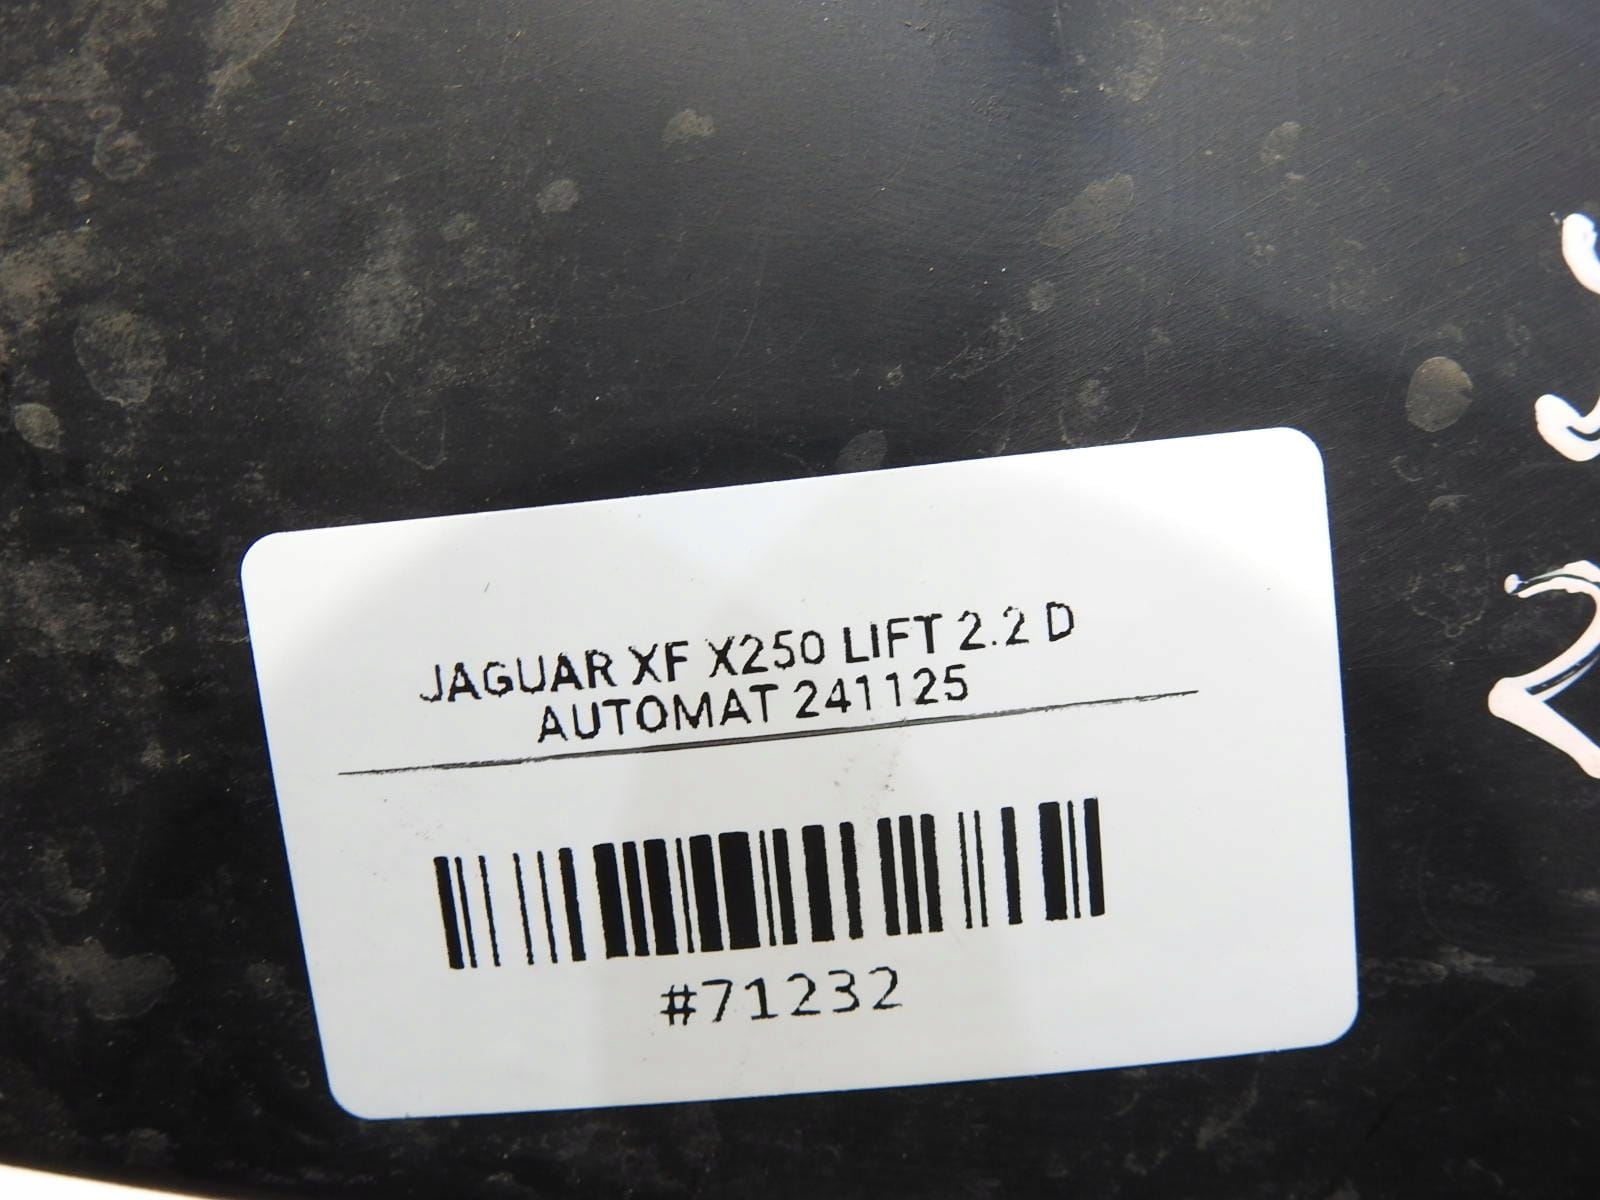 JAGUAR XF X250 LIFT 2.2 D
AUTOMAT 241125
#71232